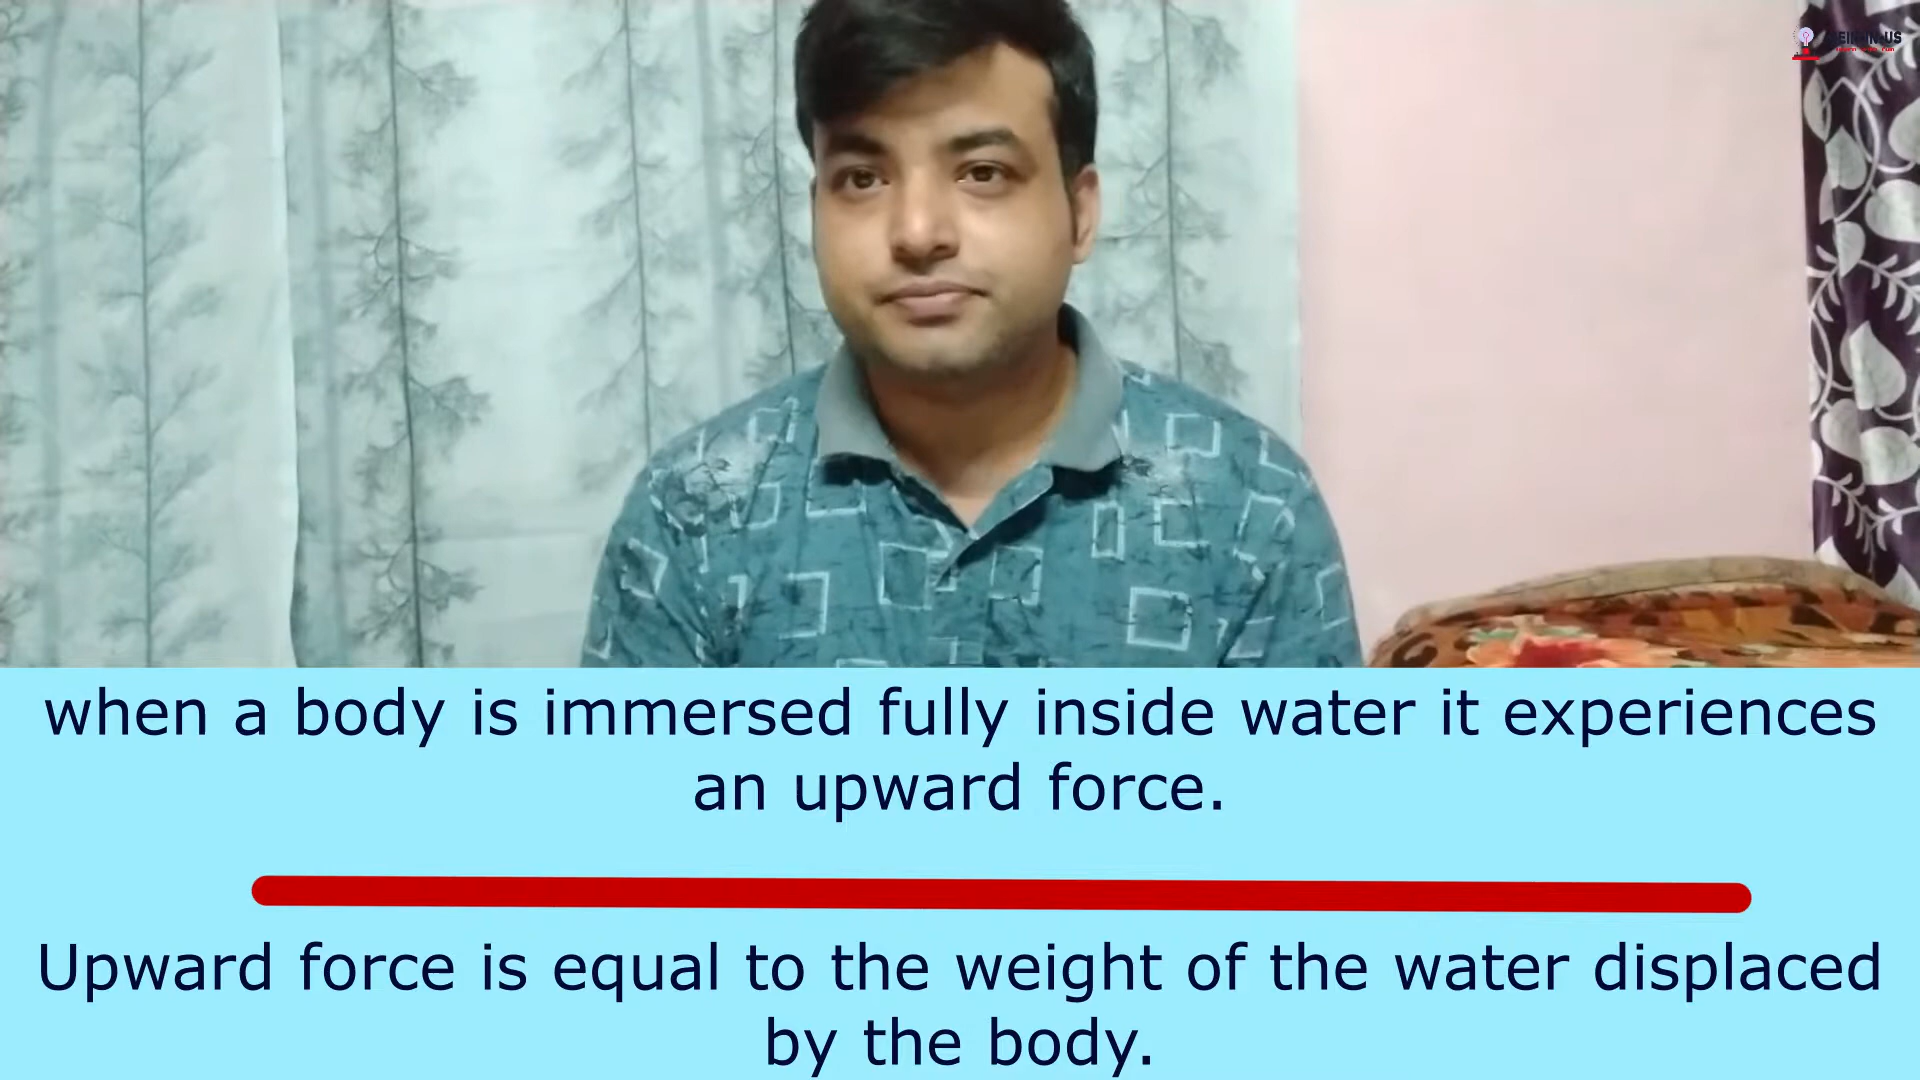 when a body is immersed fully inside water it experiences
an upward force.
Upward force is equal to the weight of the water displaced
by the body.